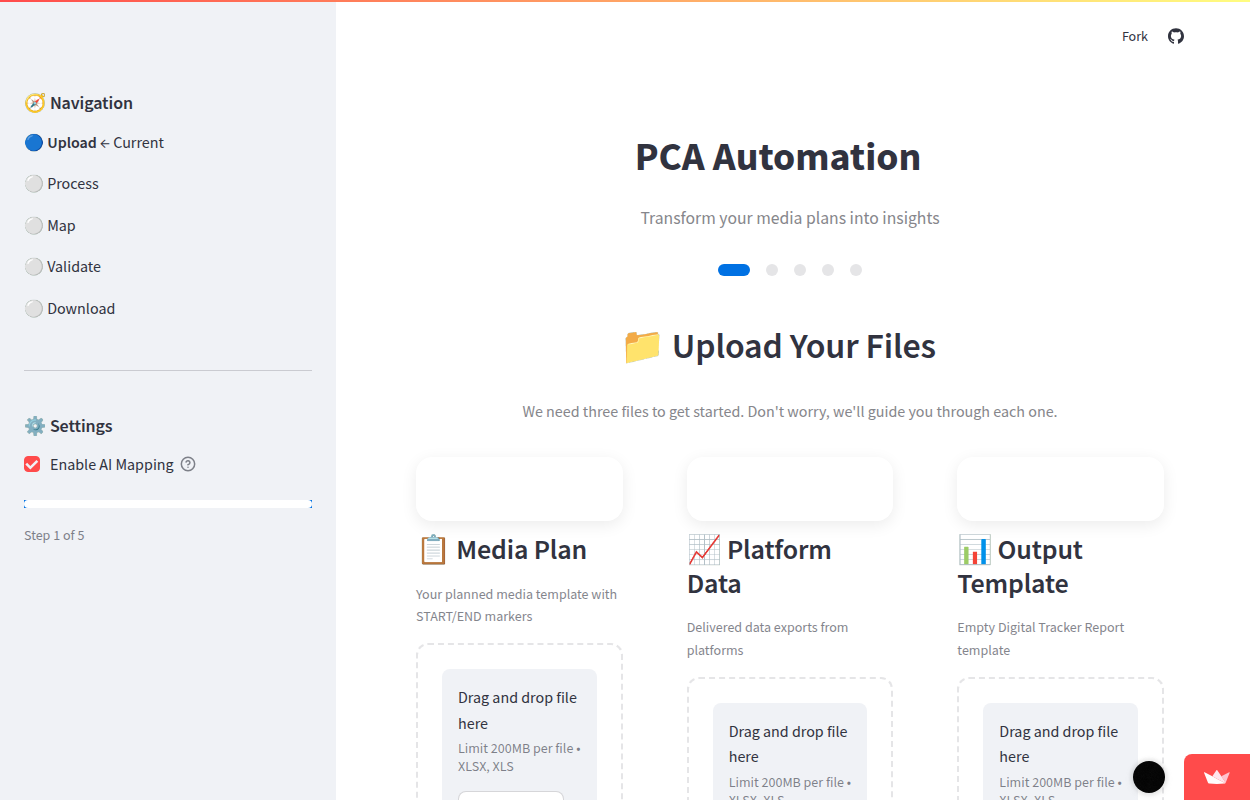 Fork
🧭 Navigation
🔵 Upload ← Current
⚪ Process
⚪ Map
⚪ Validate
⚪ Download
⚙️ Settings
Enable AI Mapping
Step 1 of 5
PCA Automation
Transform your media plans into insights
📁 Upload Your Files
We need three files to get started. Don't worry, we'll guide you through each one.
📋 Media Plan
Your planned media template with
START/END markers
Drag and drop file
here
Limit 200MB per file •
XLSX, XLS
📈 Platform
Data
Delivered data exports from
platforms
Drag and drop file
here
Limit 200MB per file •
XLSX, XLS
📊 Output
Template
Empty Digital Tracker Report
template
Drag and drop file
here
Limit 200MB per file •
XLSX, XLS